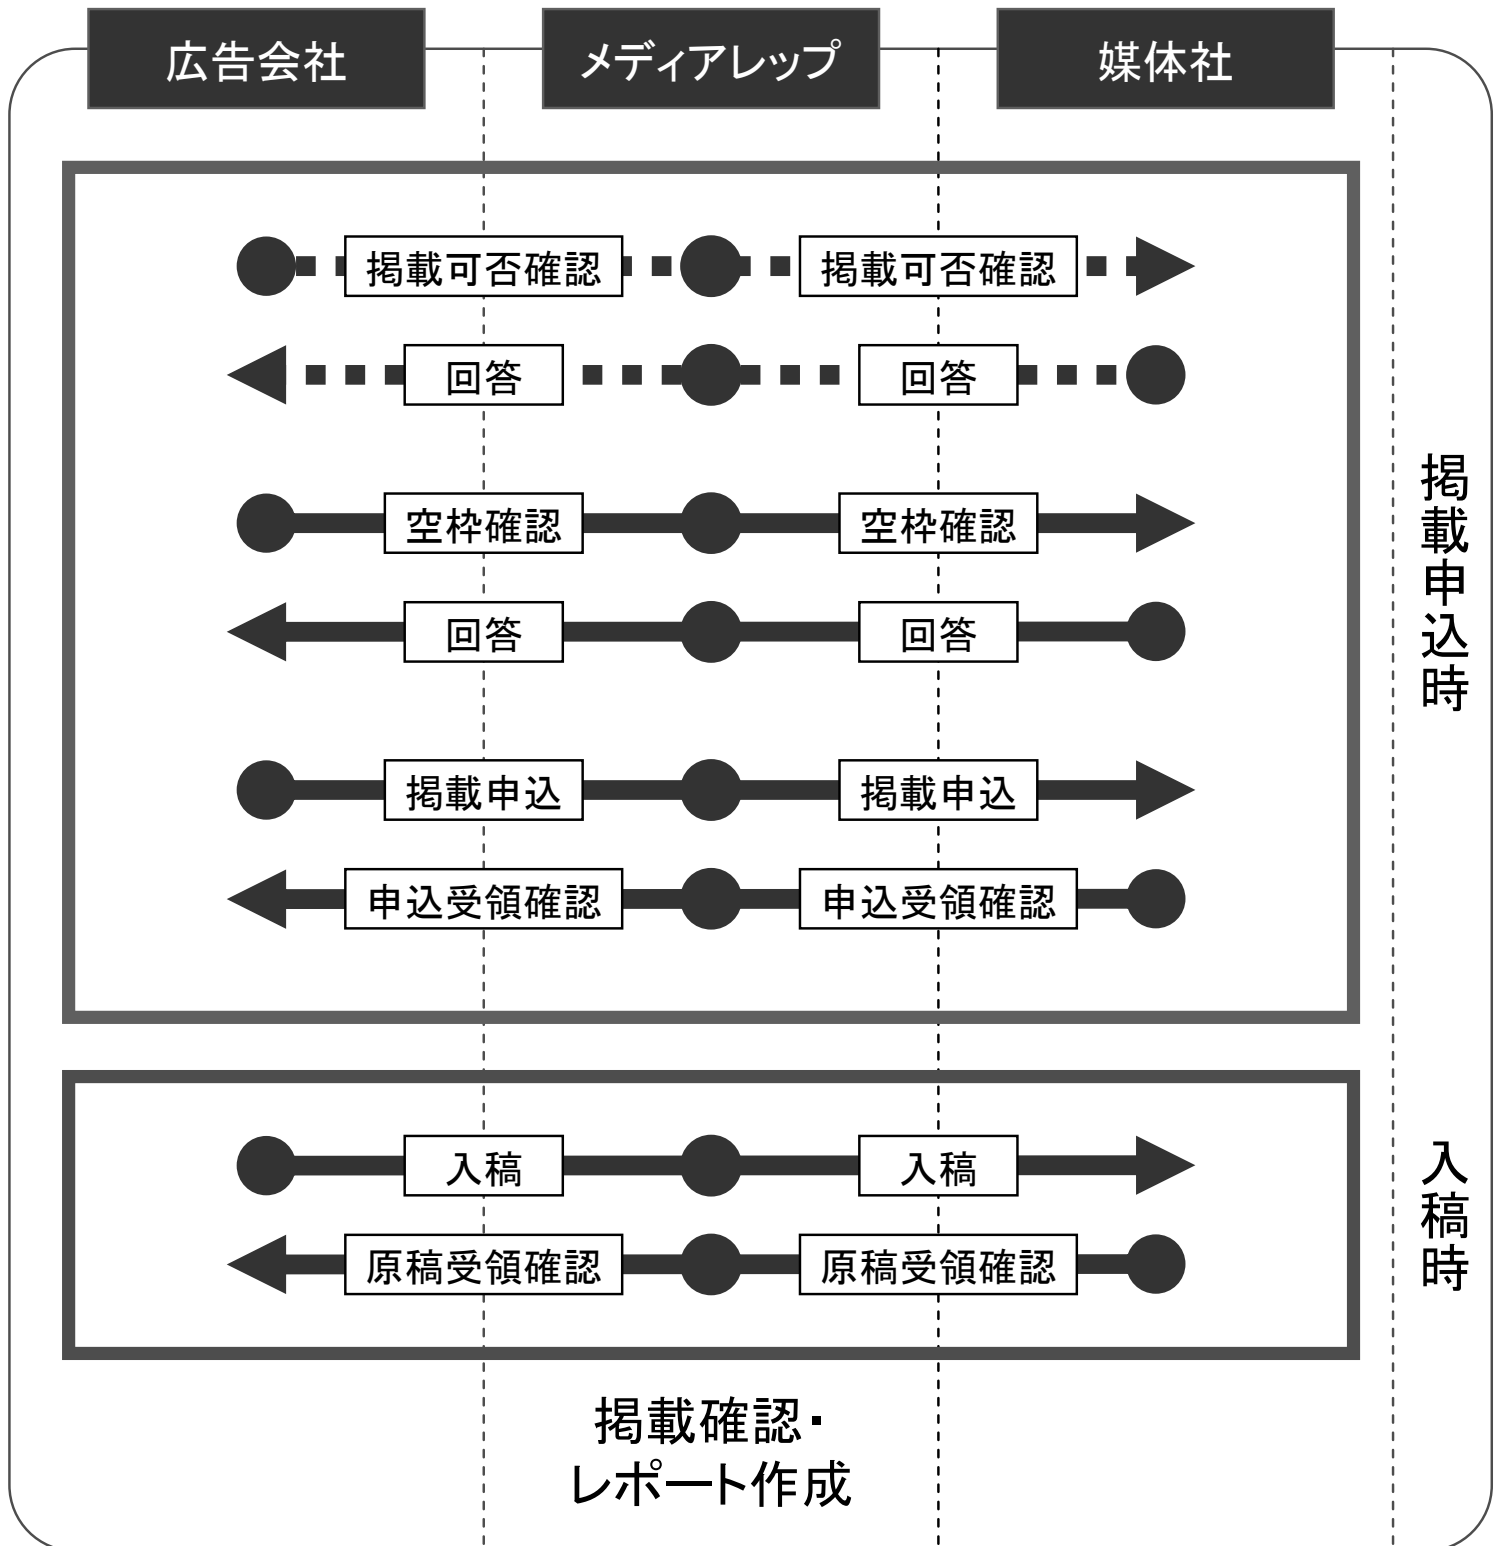 広告会社
メディアレップ
媒体社
掲載可否確認
掲載可否確認
回答
回答
空枠確認
空枠確認
回答
回答
掲載申込
掲載申込
申込受領確認
申込受領確認
掲載申込時
入稿
入稿
原稿受領確認
原稿受領確認
入稿時
掲載確認・
レポート作成